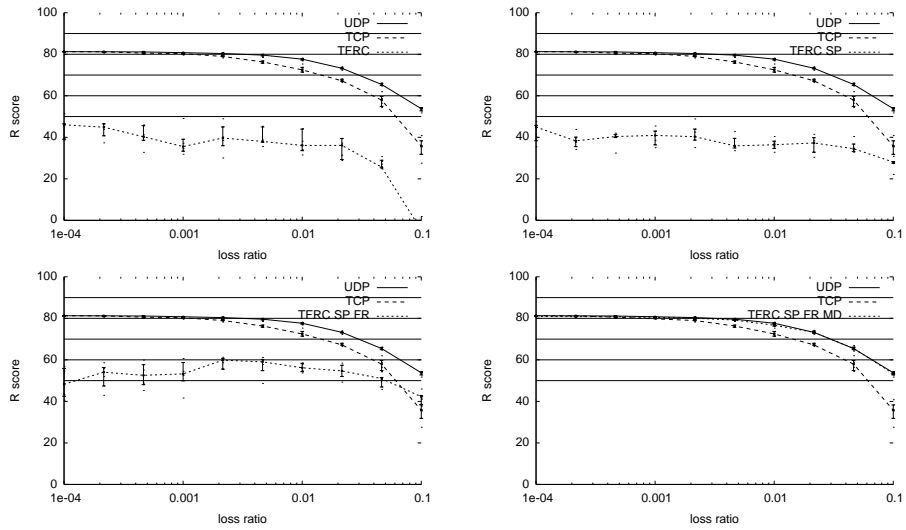 100
80
60
40
20
0
R score
1e-04 0.001 0.01 0.1
loss ratio
UDP
TCP
TFRC
100
80
60
40
20
0
R score
1e-04 0.001 0.01 0.1
loss ratio
UDP
TCP
TFRC SP
100
80
60
40
20
0
R score
1e-04 0.001 0.01 0.1
loss ratio
UDP
TCP
TFRC SP FR
100
80
60
40
20
0
R score
1e-04 0.001 0.01 0.1
loss ratio
UDP
TCP
TFRC SP FR MD